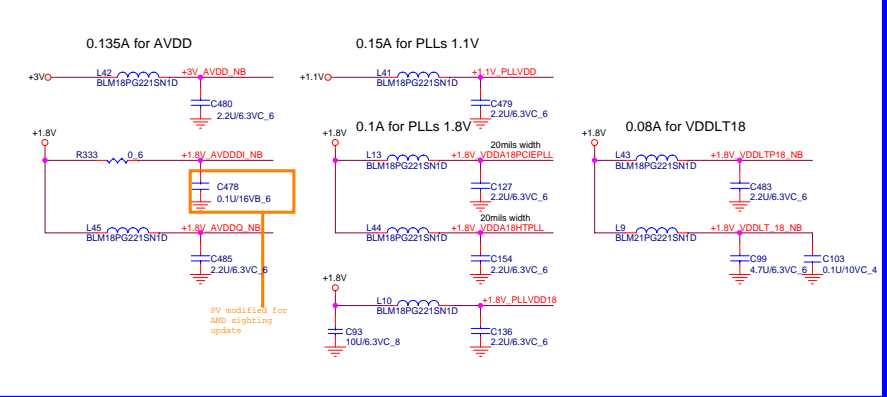 0.135A for AVDD
+3V
L42
+3V_AVDD_NB
BLM18PG221SN1D
C480
2.2U/6.3VC_6
+1.8V
R333
0_6
+1.8V_AVDDDI_NB
C478
0.1U/16VB_6
L45
+1.8V_AVDDQ_NB
BLM18PG221SN1D
C485
2.2U/6.3VC_6
PV modified for
AMD sighting
update
0.15A for PLLs 1.1V
+1.1V
L41
+1.1V_PLLVDD
BLM18PG221SN1D
C479
2.2U/6.3VC_6
0.1A for PLLs 1.8V
+1.8V
20mils width
L13
+1.8V_VDDA18PCIEPLL
BLM18PG221SN1D
C127
2.2U/6.3VC_6
20mils width
L44
+1.8V_VDDA18HTPLL
BLM18PG221SN1D
C154
2.2U/6.3VC_6
+1.8V
L10
+1.8V_PLLVDD18
BLM18PG221SN1D
C93
10U/6.3VC_8
C136
2.2U/6.3VC_6
0.08A for VDDLT18
+1.8V
L43
+1.8V_VDDLTP18_NB
BLM18PG221SN1D
C483
2.2U/6.3VC_6
L9
+1.8V_VDDLT_18_NB
BLM21PG221SN1D
C99
4.7U/6.3VC_6
C103
0.1U/10VC_4